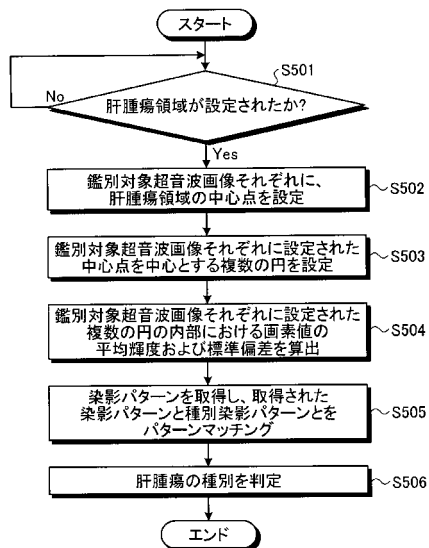 スタート
S501
肝腫瘍領域が設定されたか?
No
Yes
鑑別対象超音波画像それぞれに、
肝腫瘍領域の中心点を設定
S502
鑑別対象超音波画像それぞれに設定された
中心点を中心とする複数の円を設定
S503
鑑別対象超音波画像それぞれに設定された
複数の円の内部における画素値の
平均輝度および標準偏差を算出
S504
染影パターンを取得し、取得された
染影パターンと種別染影パターンとを
パターンマッチング
S505
肝腫瘍の種別を判定
S506
エンド